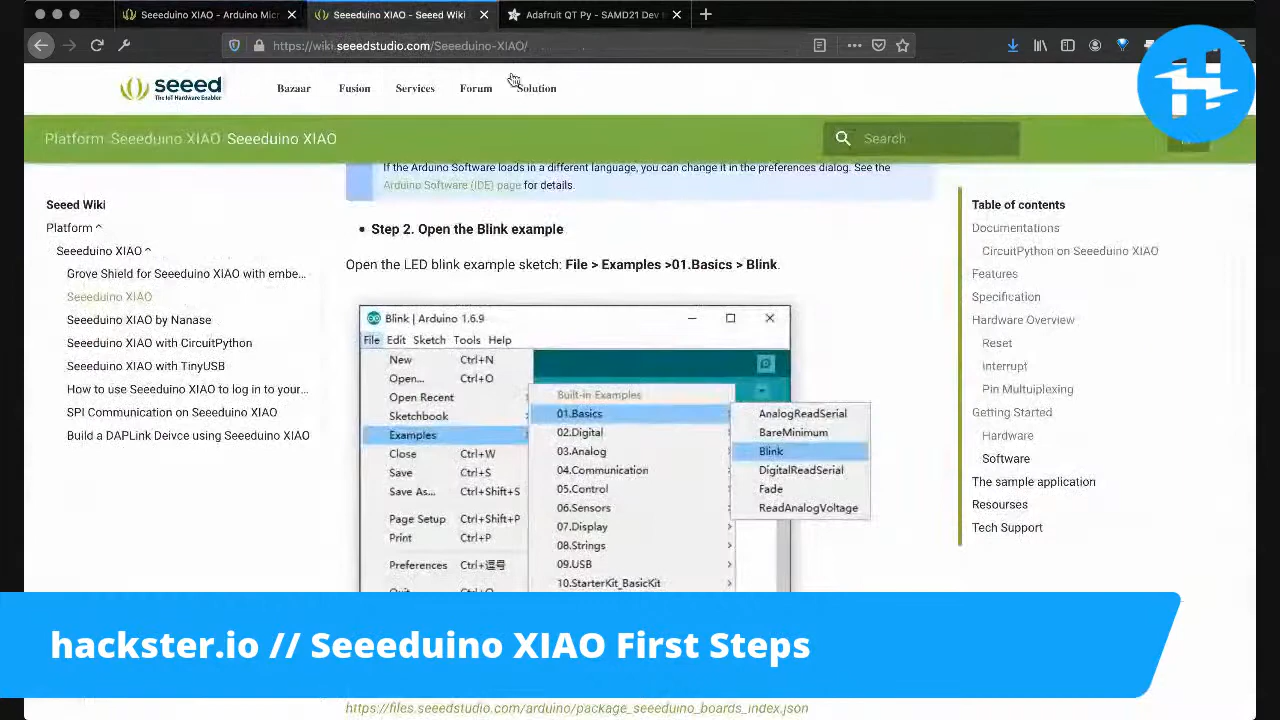 Seeeduino XIAO - Arduino Mic
Seeeduino XIAO - Seeed Wiki
Adafruit QT Py - SAMD21 Dev
https://wiki.seeedstudio.com/Seeeduino-XIAO/
seeed
The IoT Hardware Enabler
Bazaar
Fusion
Services
Forum
Solution
Platform Seeeduino XIAO Seeeduino XIAO
Search
If the Arduino Software loads in a different language, you can change it in the preferences dialog. See the
Arduino Software (IDE) page for details.
Seeed Wiki
Platform ^
Seeeduino XIAO ^
Grove Shield for Seeeduino XIAO with embe...
Seeeduino XIAO
Seeeduino XIAO by Nanase
Seeeduino XIAO with CircuitPython
Seeeduino XIAO with TinyUSB
How to use Seeeduino XIAO to log in to your...
SPI Communication on Seeeduino XIAO
Build a DAPLink Deivce using Seeeduino XIAO
• Step 2. Open the Blink example
Open the LED blink example sketch: File > Examples >01.Basics > Blink.
Blink | Arduino 1.6.9
File Edit Sketch Tools Help
New Ctrl+N
Open... Ctrl+O
Open Recent
Sketchbook
Examples
Close Ctrl+W
Save Ctrl+S
Save As... Ctrl+Shift+S
Page Setup Ctrl+Shift+P
Print Ctrl+P
Preferences Ctrl+逗号
Built-in Examples
01.Basics
02.Digital
03.Analog
04.Communication
05.Control
06.Sensors
07.Display
08.Strings
09.USB
10.StarterKit_BasicKit
AnalogReadSerial
BareMinimum
Blink
DigitalReadSerial
Fade
ReadAnalogVoltage
Table of contents
Documentations
CircuitPython on Seeeduino XIAO
Features
Specification
Hardware Overview
Reset
Interrupt
Pin Multuiplexing
Getting Started
Hardware
Software
The sample application
Resourses
Tech Support
hackster.io // Seeeduino XIAO First Steps
https://files.seeedstudio.com/arduino/package_seeeduino_boards_index.json